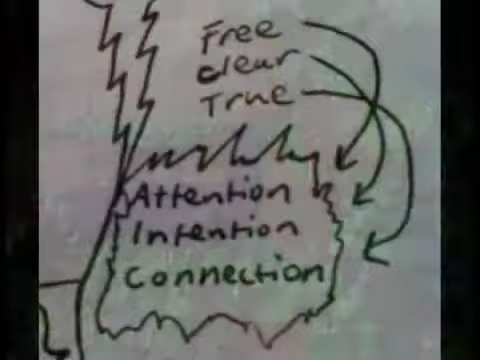 Free
clear
True
Attention
Intention
Connection